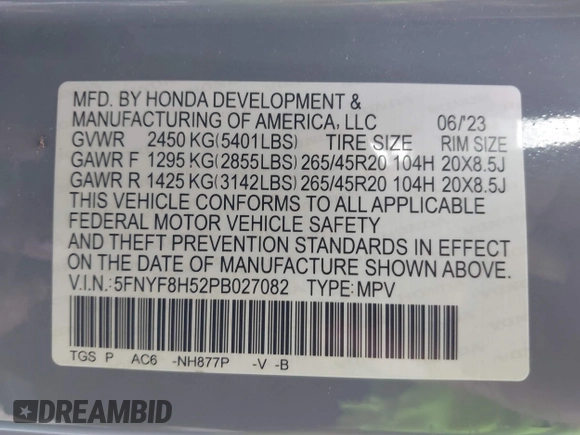 MFD. BY HONDA DEVELOPMENT &
MANUFACTURING OF AMERICA, LLC 06/'23
GVWR 2450 KG(5401LBS) TIRE SIZE RIM SIZE
GAWR F 1295 KG(2855LBS) 265/45R20 104H 20X8.5J
GAWR R 1425 KG(3142LBS) 265/45R20 104H 20X8.5J
THIS VEHICLE CONFORMS TO ALL APPLICABLE
FEDERAL MOTOR VEHICLE SAFETY
AND THEFT PREVENTION STANDARDS IN EFFECT
ON THE DATE OF MANUFACTURE SHOWN ABOVE.
V.I.N.:5FNYF8H52PB027082 TYPE:MPV
TGS P AC6 -NH877P -V -B
DREAMBID